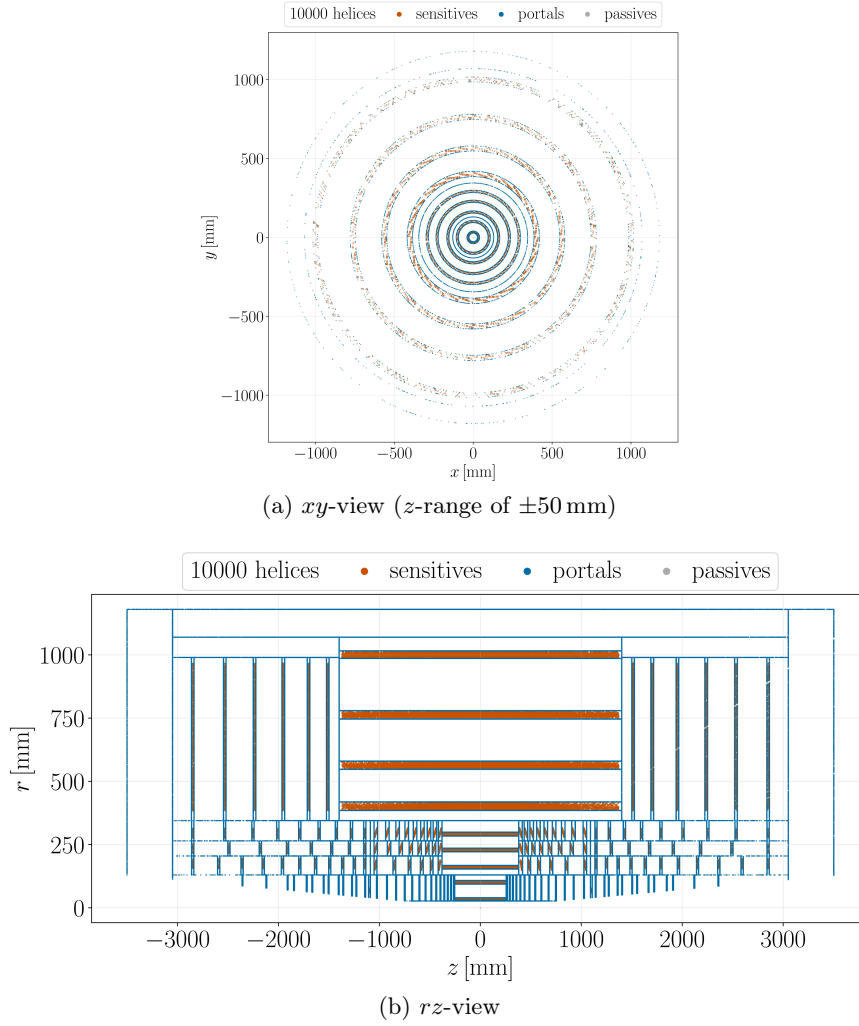 10000 helices sensitives portals passives
1000
500
0
−500
−1000
y [mm]
−1000 −500 0 500 1000
x [mm]
(a) xy-view (z-range of ±50 mm)
10000 helices sensitives portals passives
1000
750
500
250
0
r [mm]
−3000 −2000 −1000 0 1000 2000 3000
z [mm]
(b) rz-view